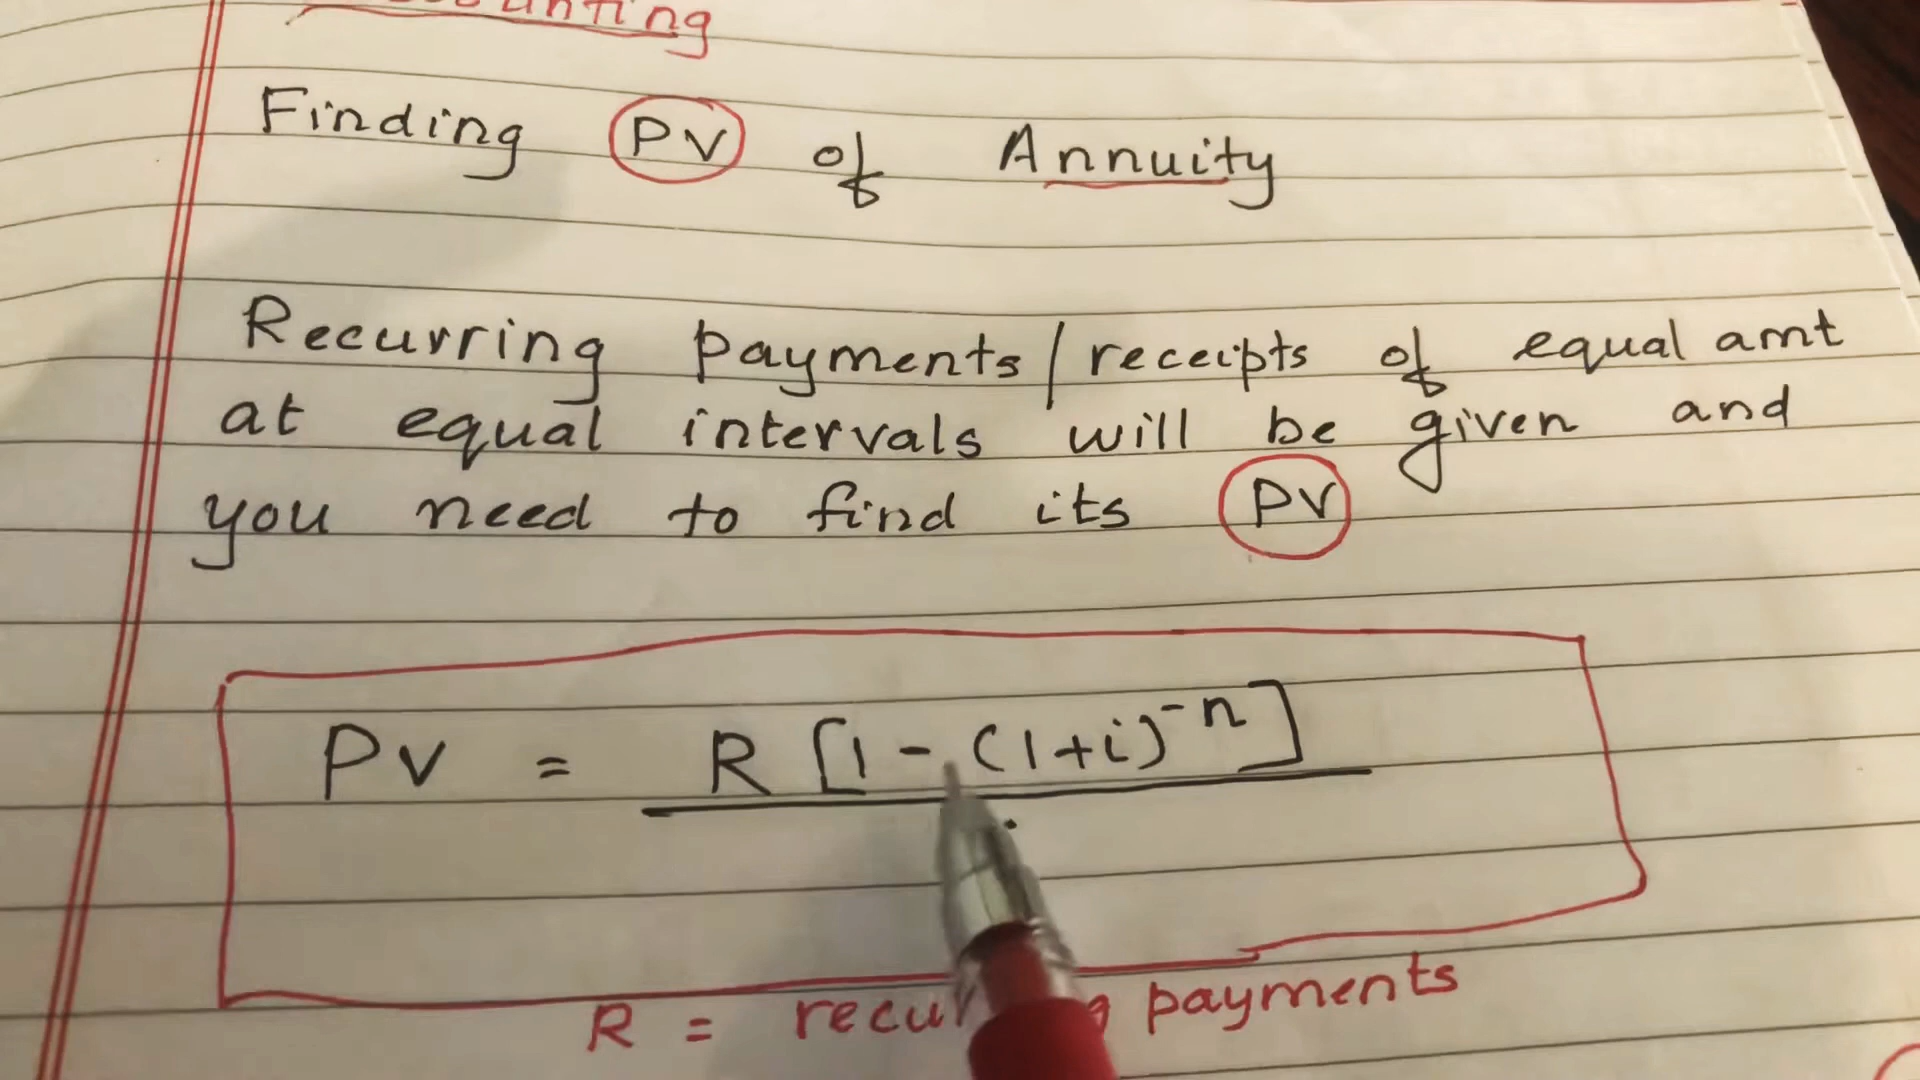 Finding PV of Annuity
Recurring payments/receipts of equal amt
at equal intervals will be given and
you need to find its PV
PV = R [1 - (1+i)^-n]
R = payments